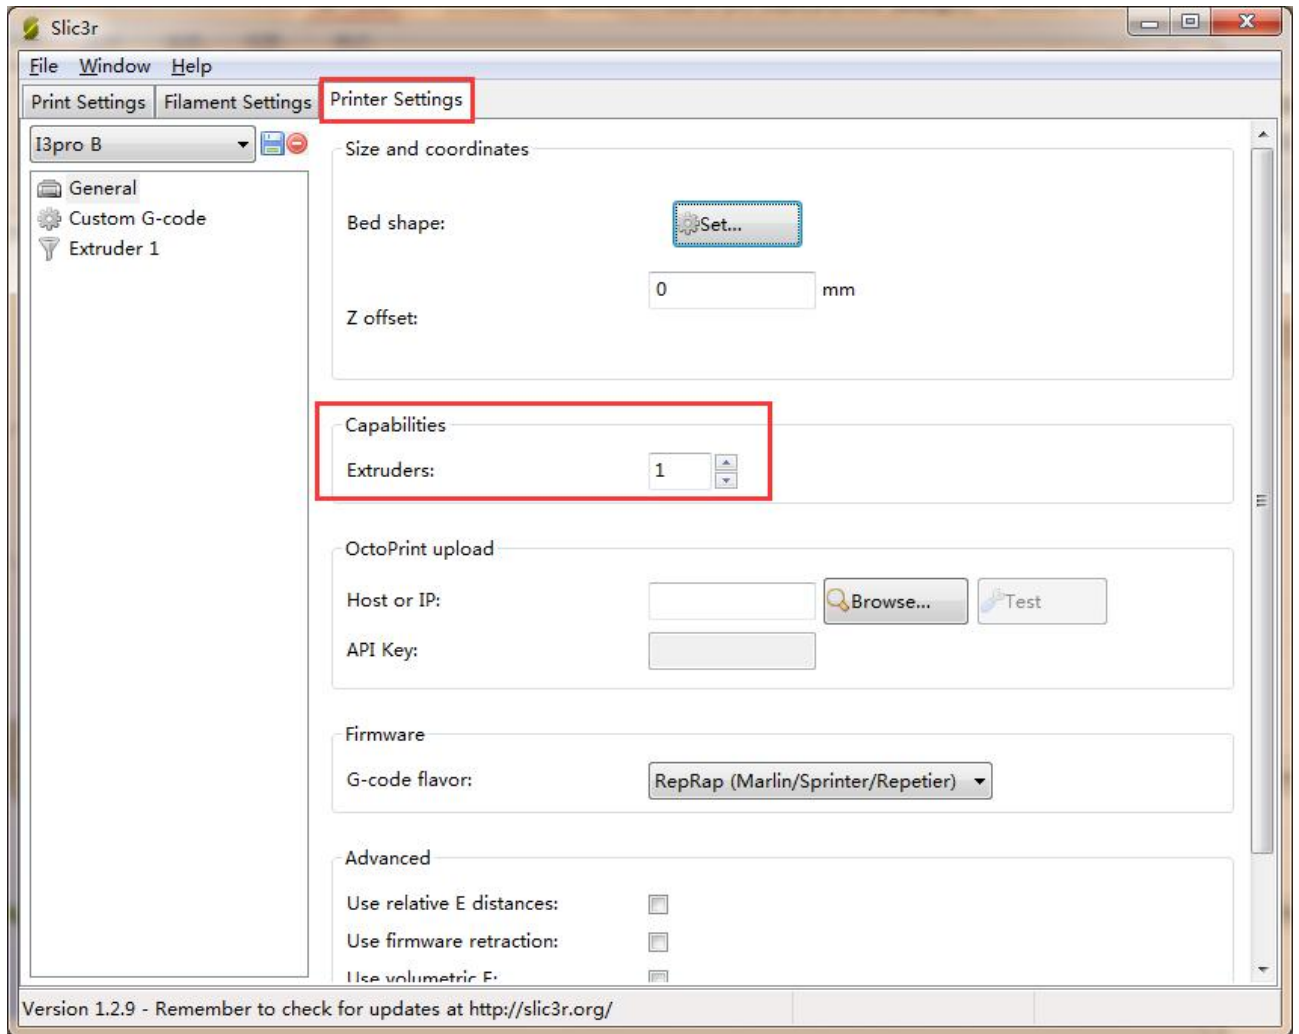 Slic3r
File Window Help
Print Settings Filament Settings Printer Settings
I3pro B
General
Custom G-code
Extruder 1
Size and coordinates
Bed shape: Set...
0 mm
Z offset:
Capabilities
Extruders: 1
OctoPrint upload
Host or IP: Browse... Test
API Key:
Firmware
G-code flavor: RepRap (Marlin/Sprinter/Repetier)
Advanced
Use relative E distances:
Use firmware retraction:
Use volumetric E:
Version 1.2.9 - Remember to check for updates at http://slic3r.org/